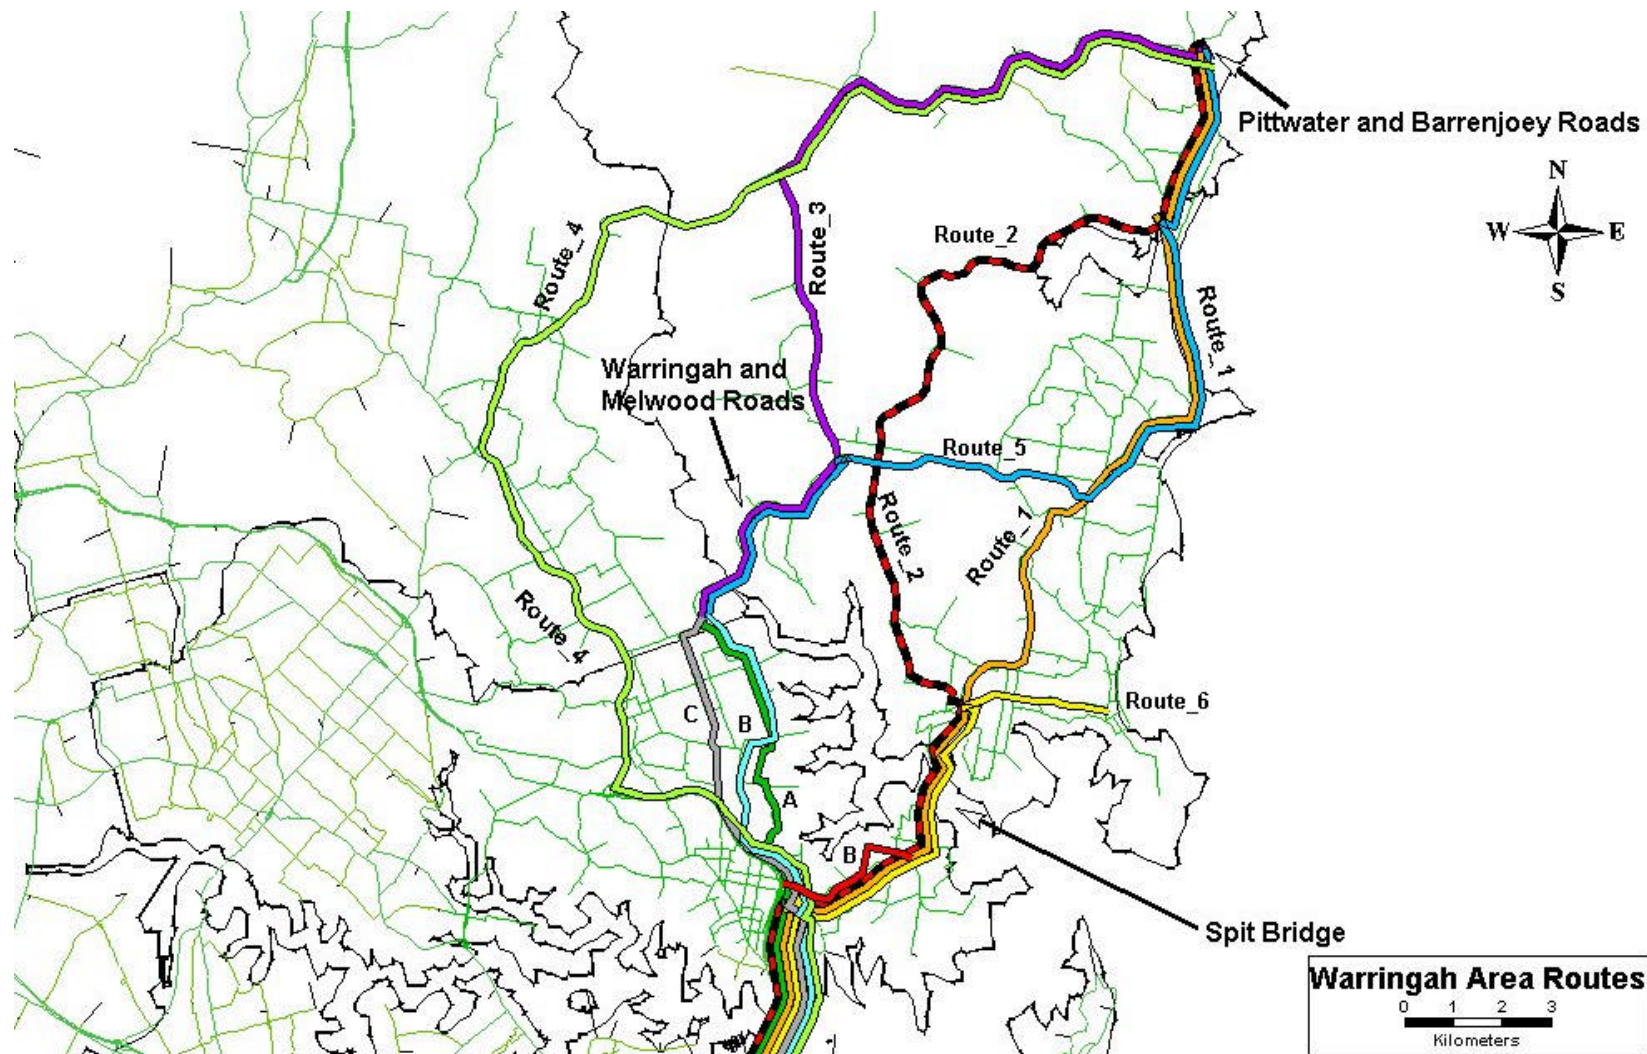 Pittwater and Barrenjoey Roads
N
W
E
S
Route_2
Route_3
Route_4
Route_1
Warringah and
Melwood Roads
Route_5
Route_2
Route_1
Route_4
Route_6
C
B
A
B
Spit Bridge
Warringah Area Routes
0 1 2 3
Kilometers